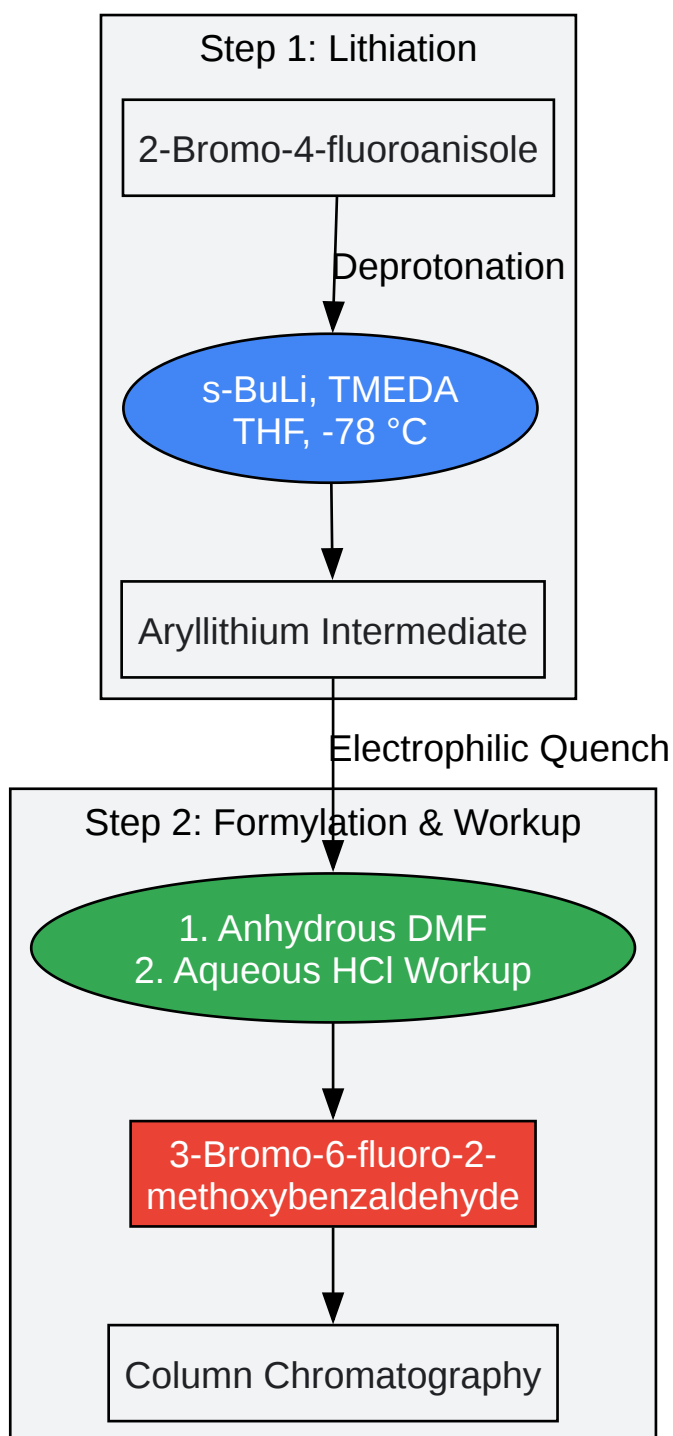 Step 1: Lithiation
2-Bromo-4-fluoroanisole
Deprotonation
s-BuLi, TMEDA
THF, -78 °C
Aryllithium Intermediate
Electrophilic Quench
Step 2: Formylation & Workup
1. Anhydrous DMF
2. Aqueous HCl Workup
3-Bromo-6-fluoro-2-
methoxybenzaldehyde
Column Chromatography